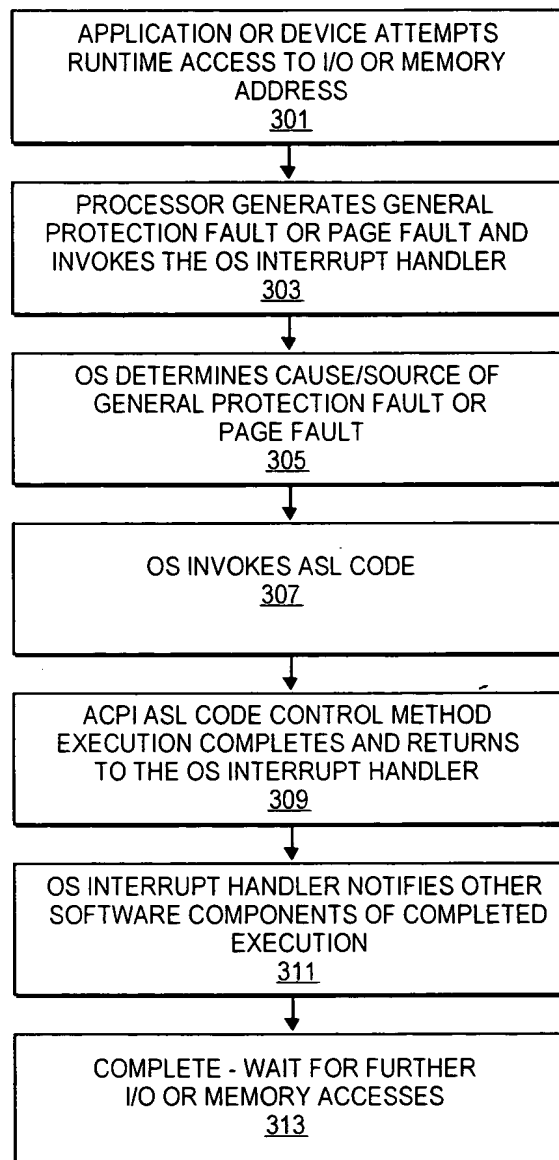 APPLICATION OR DEVICE ATTEMPTS
RUNTIME ACCESS TO I/O OR MEMORY
ADDRESS
301
PROCESSOR GENERATES GENERAL
PROTECTION FAULT OR PAGE FAULT AND
INVOKES THE OS INTERRUPT HANDLER
303
OS DETERMINES CAUSE/SOURCE OF
GENERAL PROTECTION FAULT OR
PAGE FAULT
305
OS INVOKES ASL CODE
307
ACPI ASL CODE CONTROL METHOD
EXECUTION COMPLETES AND RETURNS
TO THE OS INTERRUPT HANDLER
309
OS INTERRUPT HANDLER NOTIFIES OTHER
SOFTWARE COMPONENTS OF COMPLETED
EXECUTION
311
COMPLETE - WAIT FOR FURTHER
I/O OR MEMORY ACCESSES
313